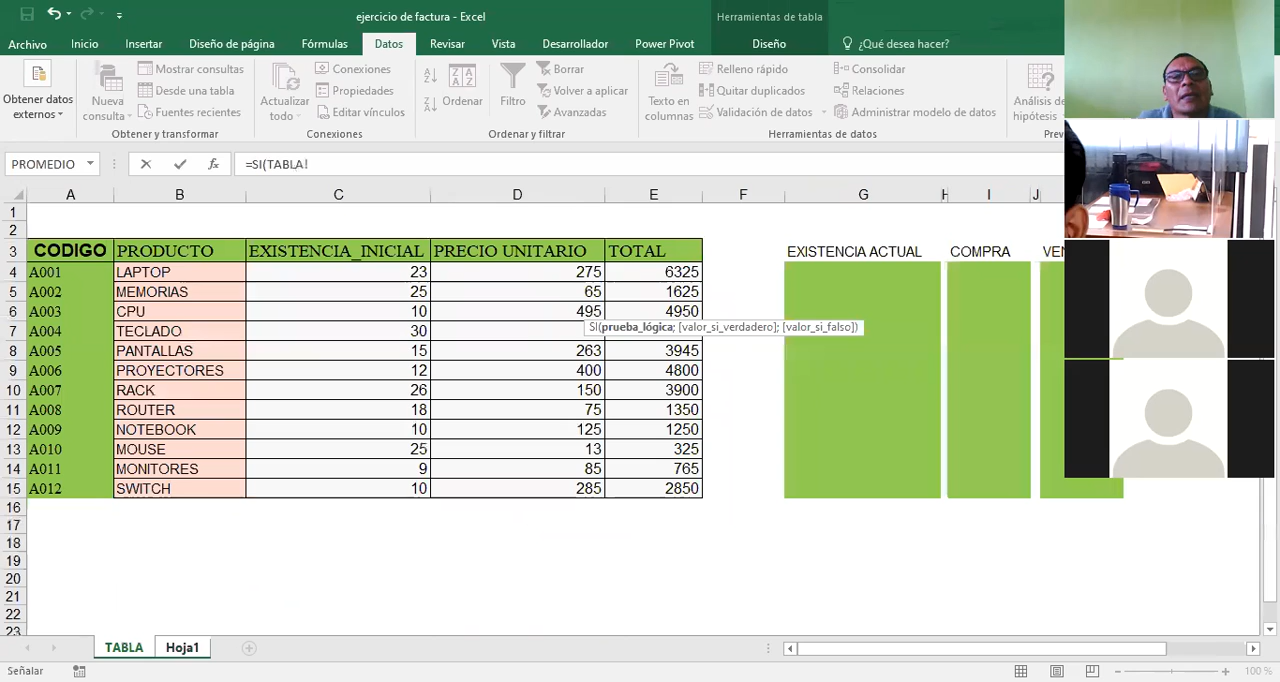 ejercicio de factura - Excel
Herramientas de tabla
Archivo Inicio Insertar Diseño de página Fórmulas Datos Revisar Vista Desarrollador Power Pivot Diseño ¿Qué desea hacer?
Obtener datos externos
Nueva consulta
Mostrar consultas
Desde una tabla
Fuentes recientes
Obtener y transformar
Actualizar todo
Conexiones
Propiedades
Editar vínculos
Conexiones
Ordenar
Filtro
Borrar
Volver a aplicar
Avanzadas
Ordenar y filtrar
Texto en columnas
Relleno rápido
Quitar duplicados
Validación de datos
Consolidar
Relaciones
Administrar modelo de datos
Herramientas de datos
Análisis de
hipótesis
Prev
PROMEDIO fx =SI(TABLA!
A B C D E F G H I J
1
2
3 CODIGO PRODUCTO EXISTENCIA_INICIAL PRECIO UNITARIO TOTAL EXISTENCIA ACTUAL COMPRA VEN
4 A001 LAPTOP 23 275 6325
5 A002 MEMORIAS 25 65 1625
6 A003 CPU 10 495 4950
7 A004 TECLADO 30
SI(prueba_lógica; [valor_si_verdadero]; [valor_si_falso])
8 A005 PANTALLAS 15 263 3945
9 A006 PROYECTORES 12 400 4800
10 A007 RACK 26 150 3900
11 A008 ROUTER 18 75 1350
12 A009 NOTEBOOK 10 125 1250
13 A010 MOUSE 25 13 325
14 A011 MONITORES 9 85 765
15 A012 SWITCH 10 285 2850
16
17
18
19
20
21
22
23
TABLA Hoja1
Señalar
100 %